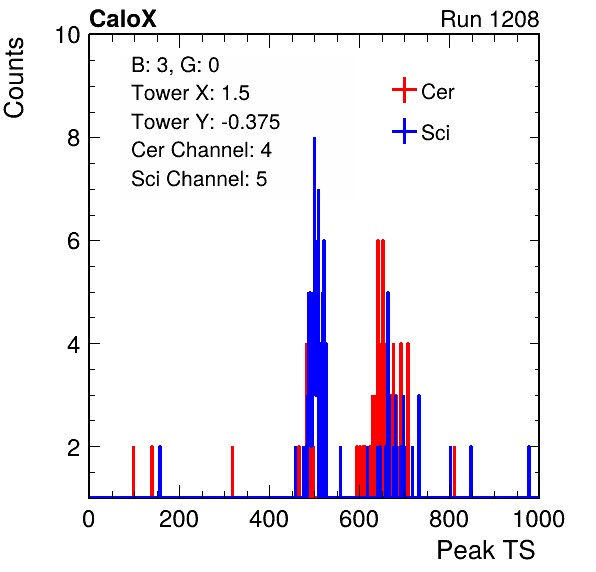 CaloX Run 1208
Counts
10
8
6
4
2
B: 3, G: 0
Tower X: 1.5
Tower Y: -0.375
Cer Channel: 4
Sci Channel: 5
Cer
Sci
0 200 400 600 800 1000
Peak TS